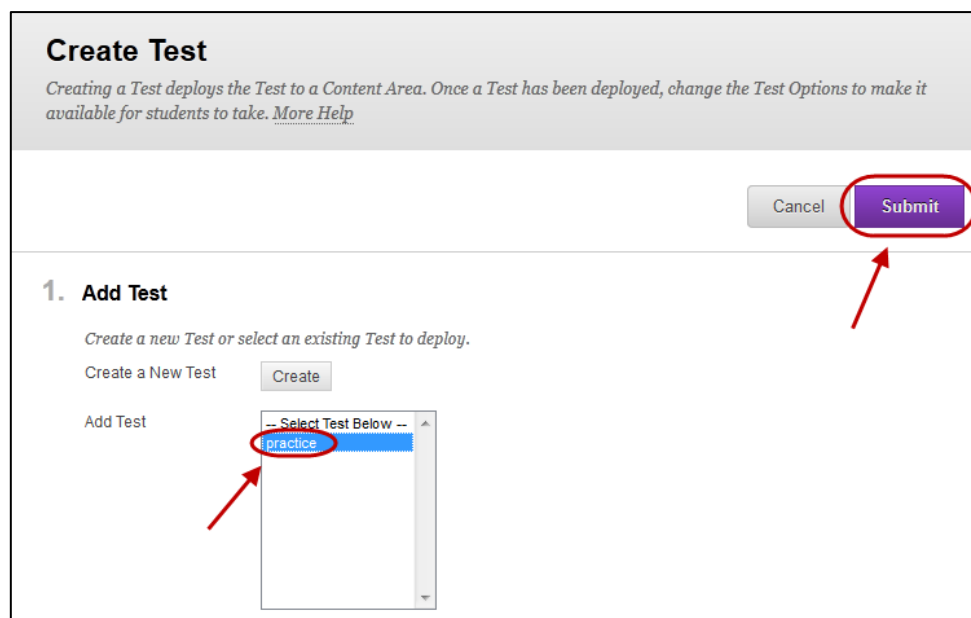 Create Test
Creating a Test deploys the Test to a Content Area. Once a Test has been deployed, change the Test Options to make it
available for students to take. More Help
Cancel Submit
1. Add Test
Create a new Test or select an existing Test to deploy.
Create a New Test Create
Add Test -- Select Test Below --
practice